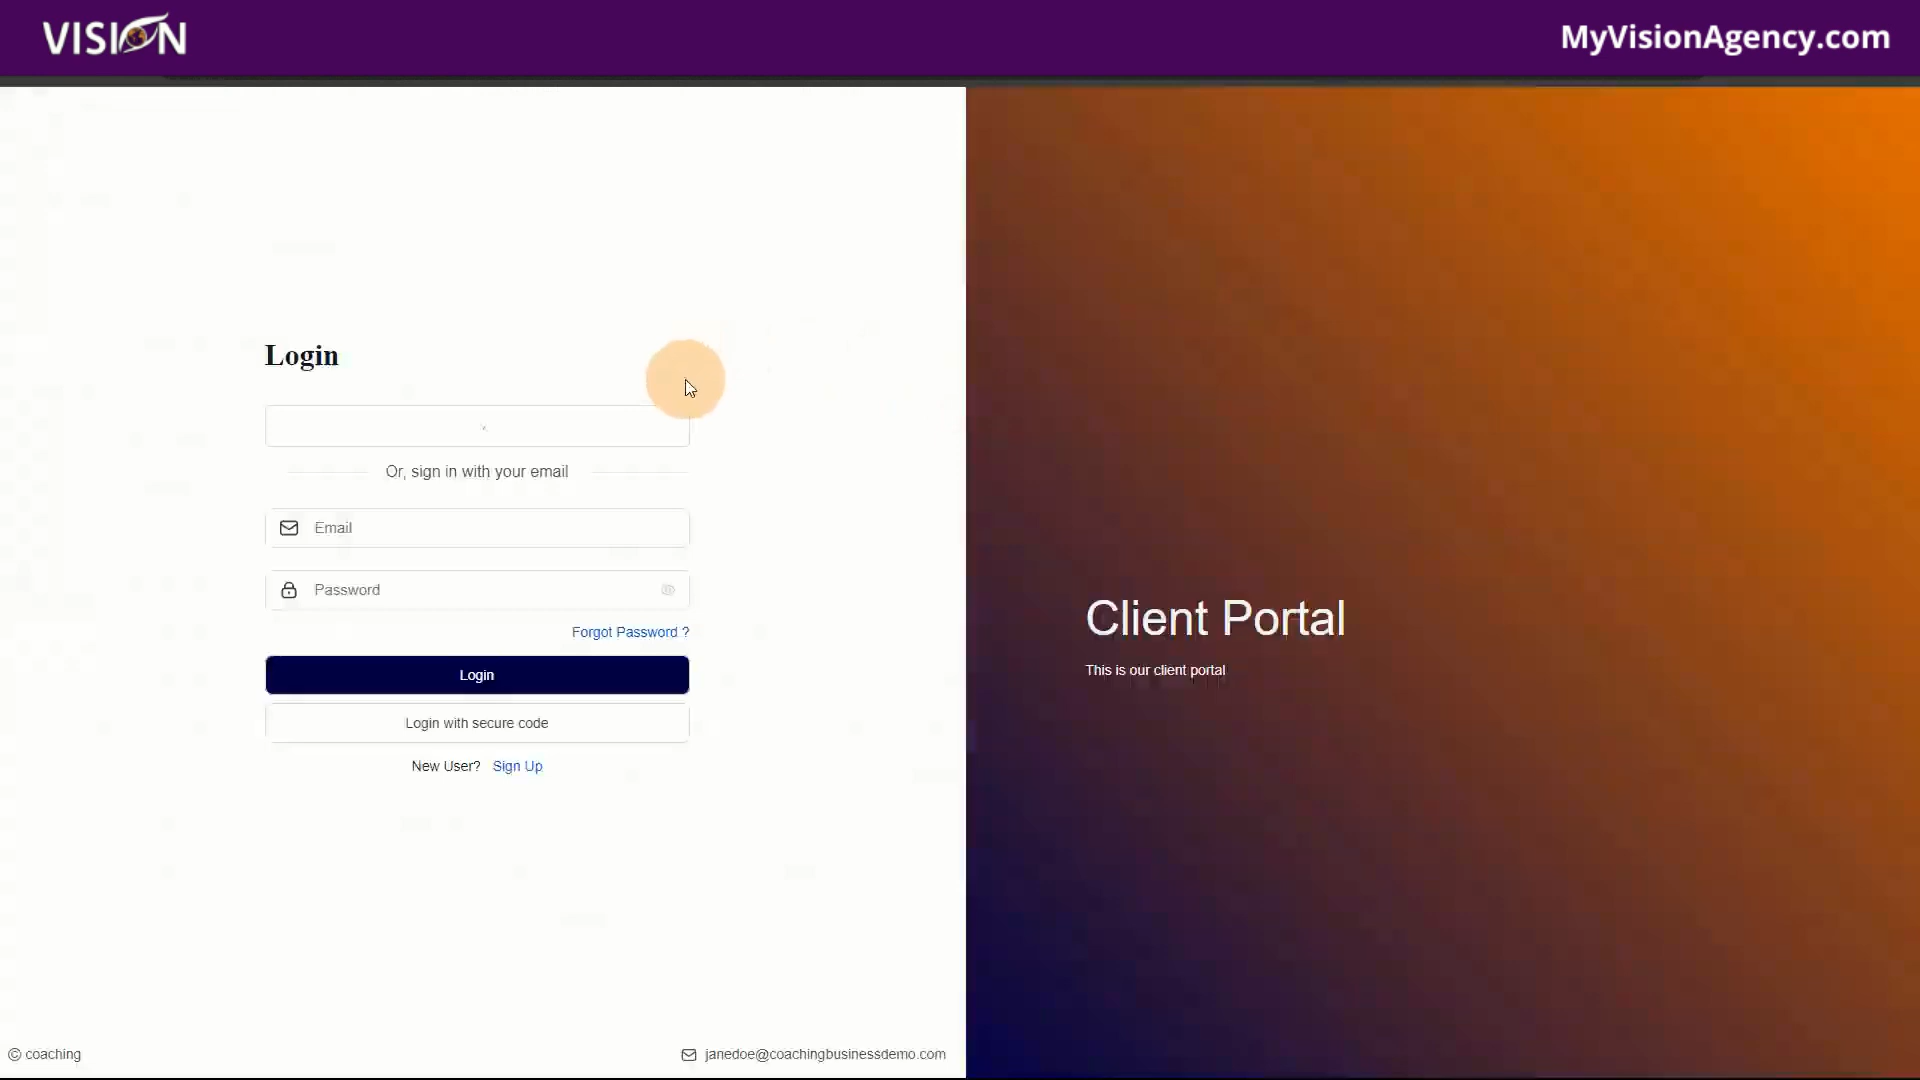 VISION
MyVisionAgency.com
Login
Or, sign in with your email
Email
Password
Forgot Password ?
Login
Login with secure code
New User? Sign Up
Client Portal
This is our client portal
© coaching
janedoe@coachingbusinessdemo.com